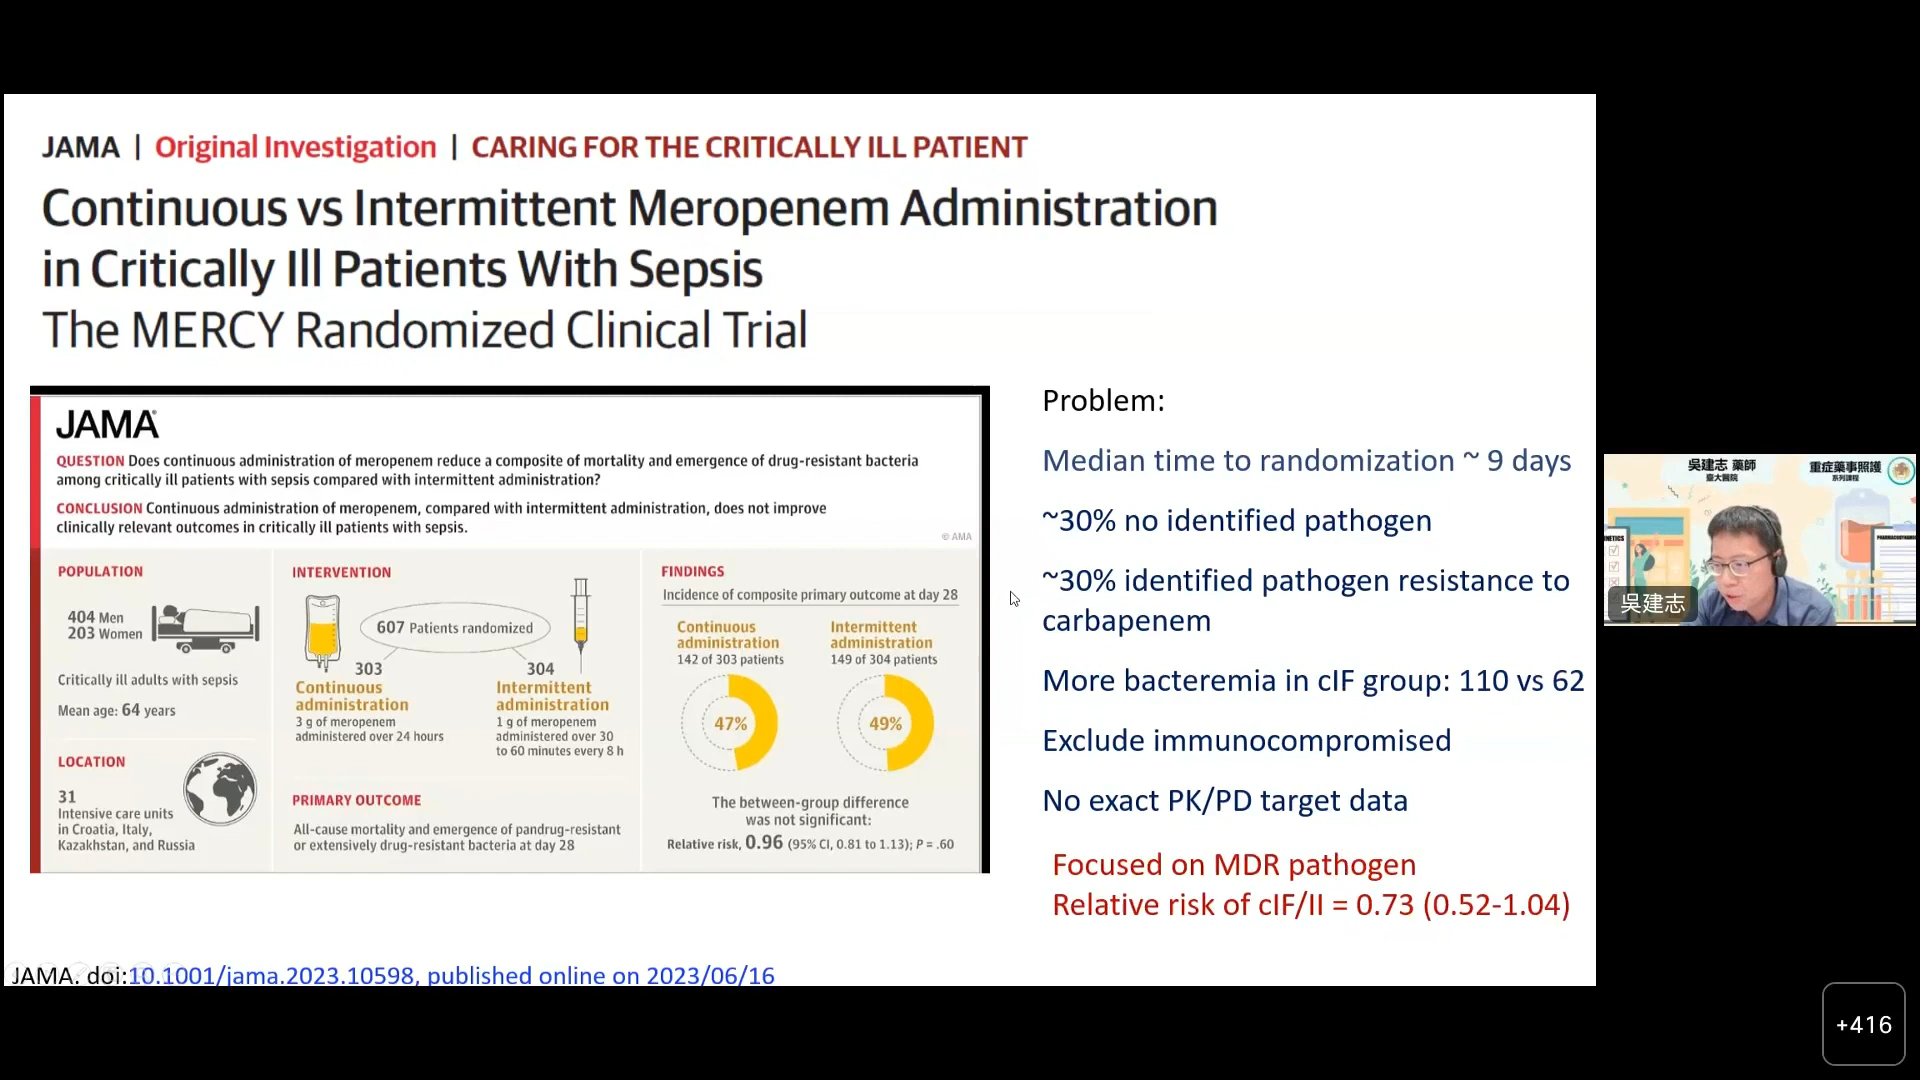 JAMA | Original Investigation | CARING FOR THE CRITICALLY ILL PATIENT
Continuous vs Intermittent Meropenem Administration
in Critically Ill Patients With Sepsis
The MERCY Randomized Clinical Trial
JAMA
QUESTION Does continuous administration of meropenem reduce a composite of mortality and emergence of drug-resistant bacteria
among critically ill patients with sepsis compared with intermittent administration?
CONCLUSION Continuous administration of meropenem, compared with intermittent administration, does not improve
clinically relevant outcomes in critically ill patients with sepsis.
© AMA
POPULATION
404 Men
203 Women
Critically ill adults with sepsis
Mean age: 64 years
LOCATION
31
Intensive care units
in Croatia, Italy,
Kazakhstan, and Russia
INTERVENTION
607 Patients randomized
303
Continuous
administration
3 g of meropenem
administered over 24 hours
304
Intermittent
administration
1 g of meropenem
administered over 30
to 60 minutes every 8 h
PRIMARY OUTCOME
All-cause mortality and emergence of pandrug-resistant
or extensively drug-resistant bacteria at day 28
FINDINGS
Incidence of composite primary outcome at day 28
Continuous
administration
142 of 303 patients
47%
Intermittent
administration
149 of 304 patients
49%
The between-group difference
was not significant:
Relative risk, 0.96 (95% CI, 0.81 to 1.13); P = .60
Problem:
Median time to randomization ~ 9 days
~30% no identified pathogen
~30% identified pathogen resistance to
carbapenem
More bacteremia in cIF group: 110 vs 62
Exclude immunocompromised
No exact PK/PD target data
Focused on MDR pathogen
Relative risk of cIF/II = 0.73 (0.52-1.04)
JAMA. doi:10.1001/jama.2023.10598, published online on 2023/06/16
吳建志 藥師
臺大醫院
重症藥事照護
系列課程
吳建志
+416